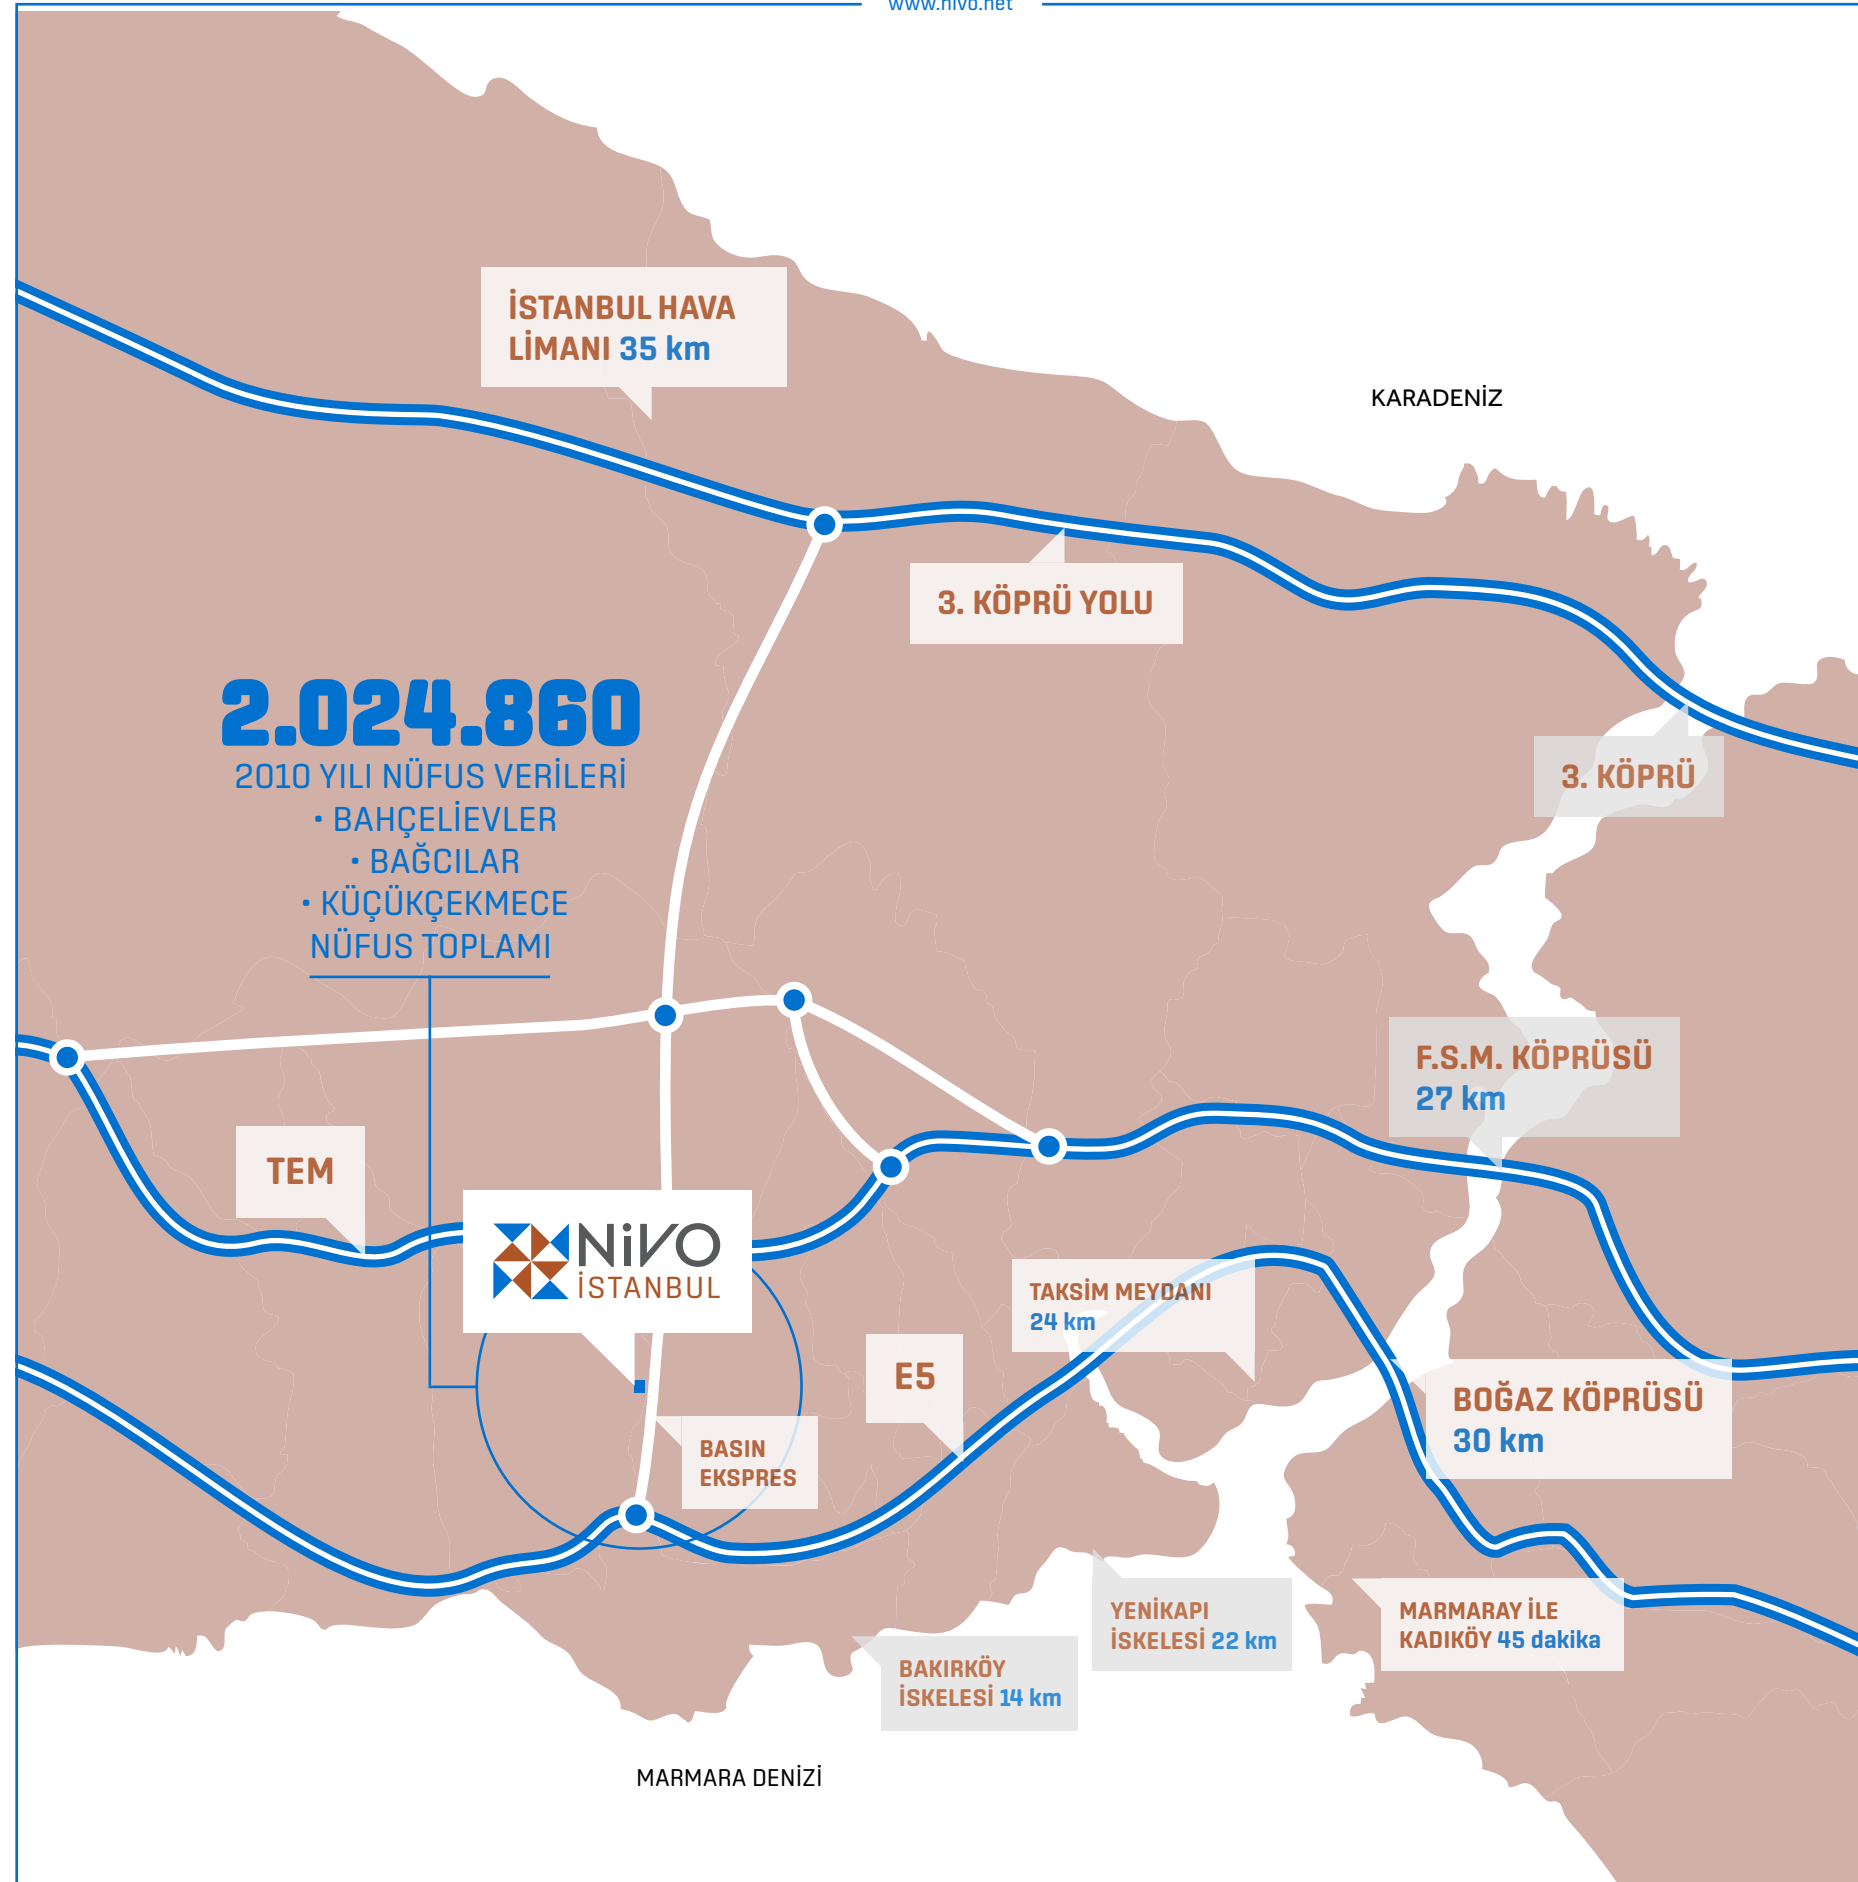 www.nivo.net
İSTANBUL HAVA
LİMANI 35 km
KARADENİZ
3. KÖPRÜ YOLU
2.024.860
2010 YILI NÜFUS VERİLERİ
• BAHÇELİEVLER
• BAĞCILAR
• KÜÇÜKÇEKMECE
NÜFUS TOPLAMI
3. KÖPRÜ
F.S.M. KÖPRÜSÜ
27 km
TEM
NiVO
İSTANBUL
TAKSİM MEYDANI
24 km
E5
BOĞAZ KÖPRÜSÜ
30 km
BASIN
EKSPRES
YENİKAPI
İSKELESİ 22 km
MARMARAY İLE
KADIKÖY 45 dakika
BAKIRKÖY
İSKELESİ 14 km
MARMARA DENİZİ